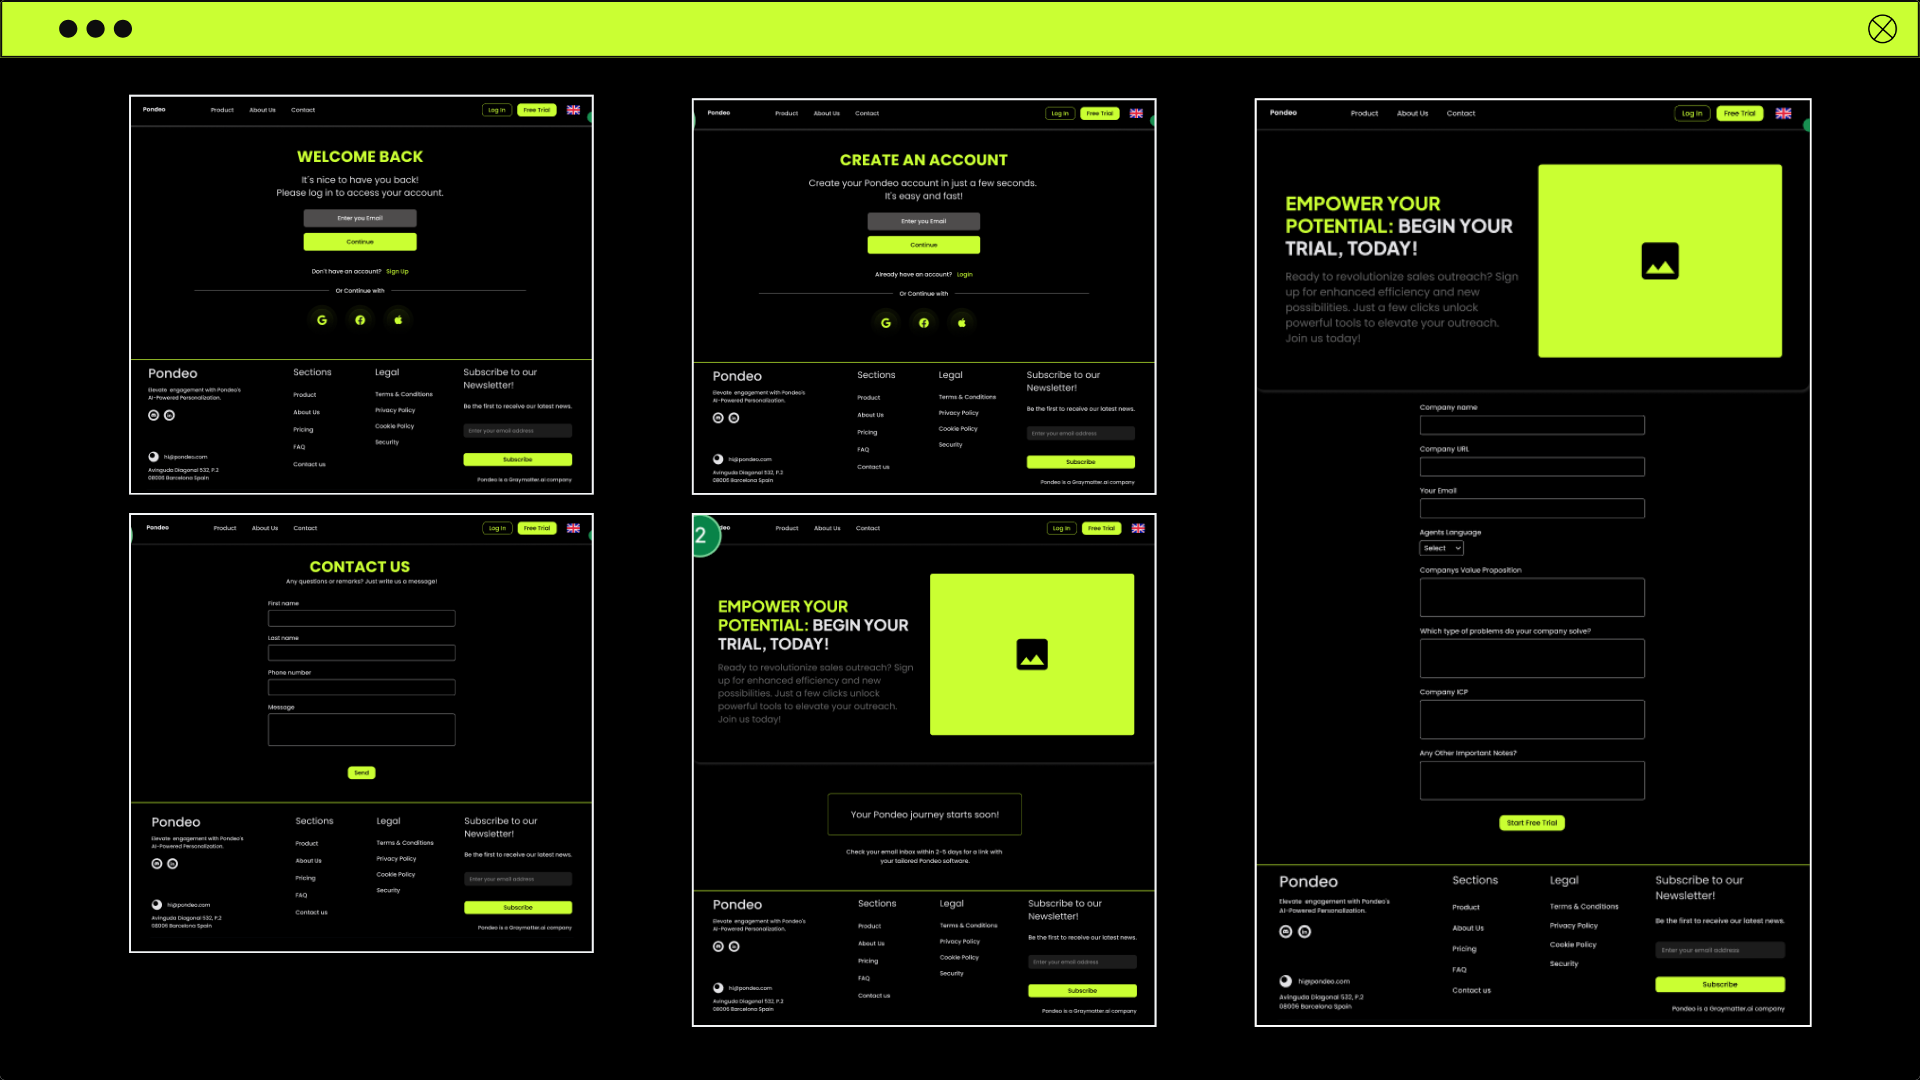 Pondeo
Product
About Us
Contact
Log In
Free Trial
WELCOME BACK
It's nice to have you back!
Please log in to access your account.
Enter you Email
Continue
Don't have an account? Sign Up
Or Continue with
Pondeo
Elevate engagement with Pondeo's
AI-Powered Personalization.
hi@pondeo.com
Avinguda Diagonal 532, P.2
08006 Barcelona Spain
Sections
Product
About Us
Pricing
FAQ
Contact us
Legal
Terms & Conditions
Privacy Policy
Cookie Policy
Security
Subscribe to our
Newsletter!
Be the first to receive our latest news.
Enter your email address
Subscribe
Pondeo is a Graymatter.ai company
Pondeo
Product
About Us
Contact
Log In
Free Trial
CREATE AN ACCOUNT
Create your Pondeo account in just a few seconds.
It's easy and fast!
Enter you Email
Continue
Already have an account? Login
Or Continue with
Pondeo
Elevate engagement with Pondeo's
AI-Powered Personalization.
hi@pondeo.com
Avinguda Diagonal 532, P.2
08006 Barcelona Spain
Sections
Product
About Us
Pricing
FAQ
Contact us
Legal
Terms & Conditions
Privacy Policy
Cookie Policy
Security
Subscribe to our
Newsletter!
Be the first to receive our latest news.
Enter your email address
Subscribe
Pondeo is a Graymatter.ai company
Pondeo
Product
About Us
Contact
Log In
Free Trial
EMPOWER YOUR
POTENTIAL: BEGIN YOUR
TRIAL, TODAY!
Ready to revolutionize sales outreach? Sign
up for enhanced efficiency and new
possibilities. Just a few clicks unlock
powerful tools to elevate your outreach.
Join us today!
Company name
Company URL
Your Email
Agents Language
Select
Companys Value Proposition
Which type of problems do your company solve?
Company ICP
Any Other Important Notes?
Start Free Trial
Pondeo
Elevate engagement with Pondeo's
AI-Powered Personalization.
hi@pondeo.com
Avinguda Diagonal 532, P.2
08006 Barcelona Spain
Sections
Product
About Us
Pricing
FAQ
Contact us
Legal
Terms & Conditions
Privacy Policy
Cookie Policy
Security
Subscribe to our
Newsletter!
Be the first to receive our latest news.
Enter your email address
Subscribe
Pondeo is a Graymatter.ai company
Pondeo
Product
About Us
Contact
Log In
Free Trial
CONTACT US
Any questions or remarks? Just write us a message!
First name
Last name
Phone number
Message
Send
Pondeo
Elevate engagement with Pondeo's
AI-Powered Personalization.
hi@pondeo.com
Avinguda Diagonal 532, P.2
08006 Barcelona Spain
Sections
Product
About Us
Pricing
FAQ
Contact us
Legal
Terms & Conditions
Privacy Policy
Cookie Policy
Security
Subscribe to our
Newsletter!
Be the first to receive our latest news.
Enter your email address
Subscribe
Pondeo is a Graymatter.ai company
2
deo
Product
About Us
Contact
Log In
Free Trial
EMPOWER YOUR
POTENTIAL: BEGIN YOUR
TRIAL, TODAY!
Ready to revolutionize sales outreach? Sign
up for enhanced efficiency and new
possibilities. Just a few clicks unlock
powerful tools to elevate your outreach.
Join us today!
Your Pondeo journey starts soon!
Check your email inbox within 2-5 days for a link with
your tailored Pondeo software.
Pondeo
Elevate engagement with Pondeo's
AI-Powered Personalization.
hi@pondeo.com
Avinguda Diagonal 532, P.2
08006 Barcelona Spain
Sections
Product
About Us
Pricing
FAQ
Contact us
Legal
Terms & Conditions
Privacy Policy
Cookie Policy
Security
Subscribe to our
Newsletter!
Be the first to receive our latest news.
Enter your email address
Subscribe
Pondeo is a Graymatter.ai company